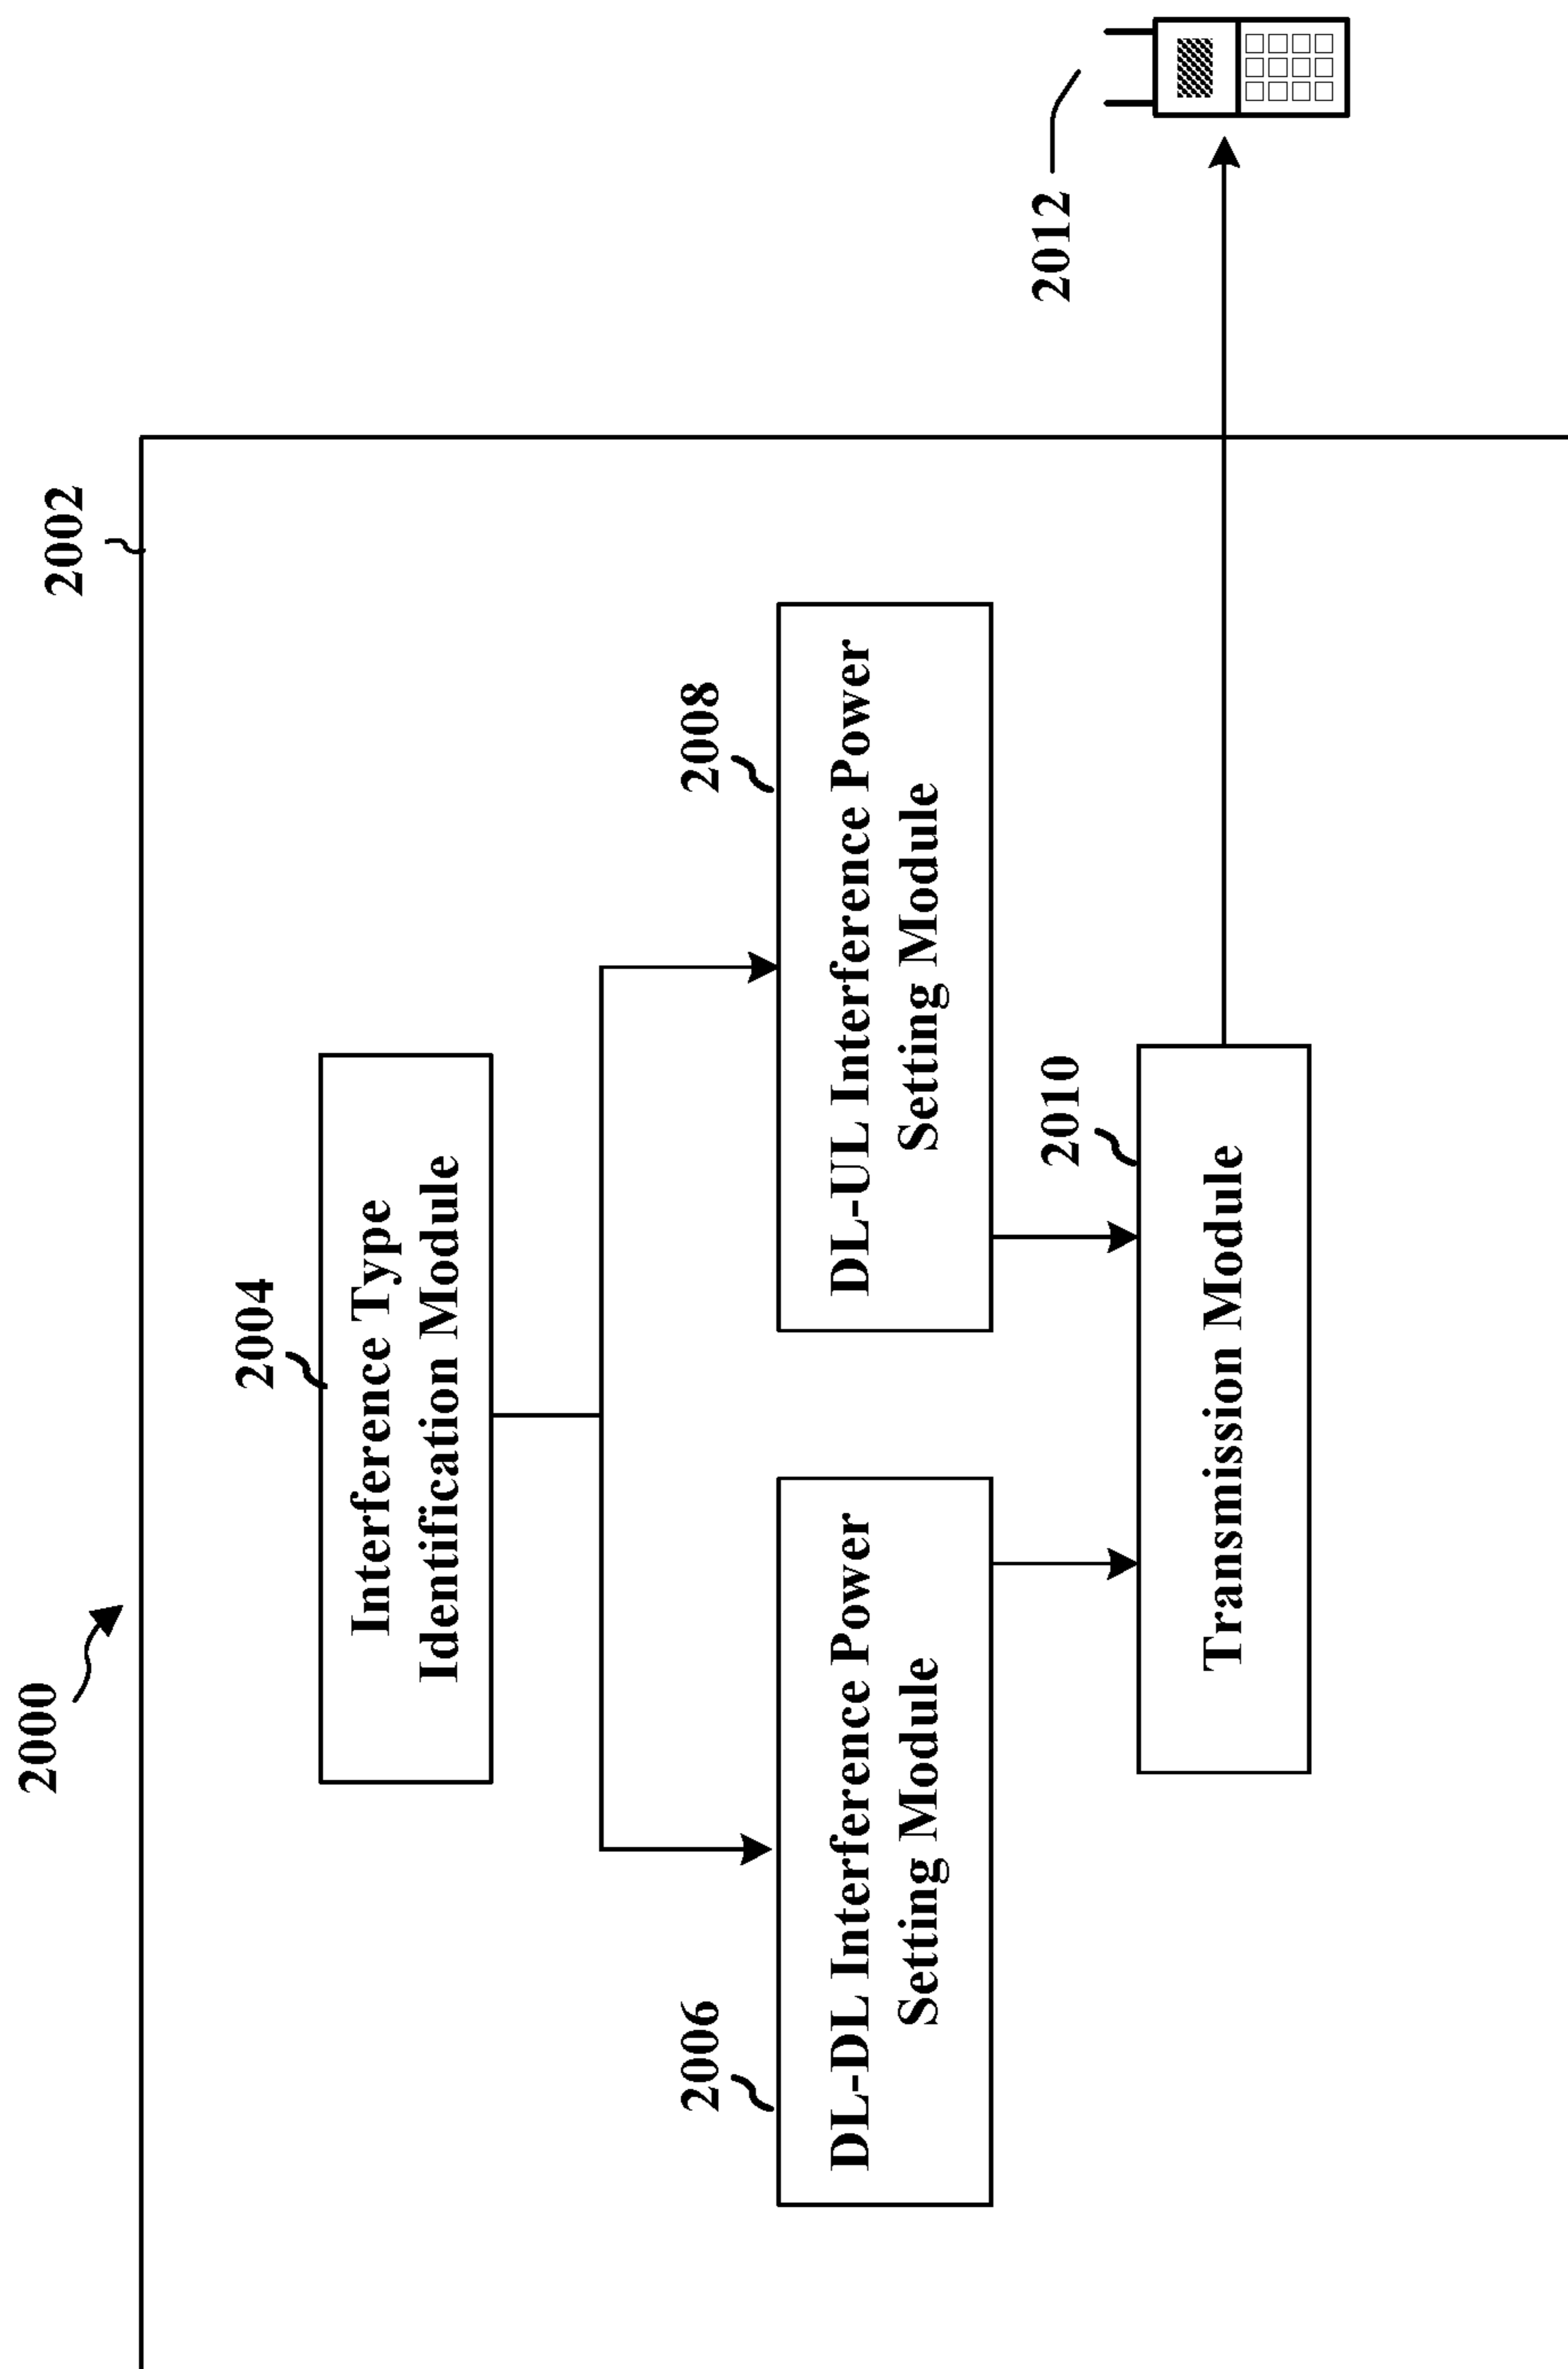 2000
2002
2004
Interference Type
Identification Module
2006
DL-DL Interference Power
Setting Module
2008
DL-UL Interference Power
Setting Module
2010
Transmission Module
2012